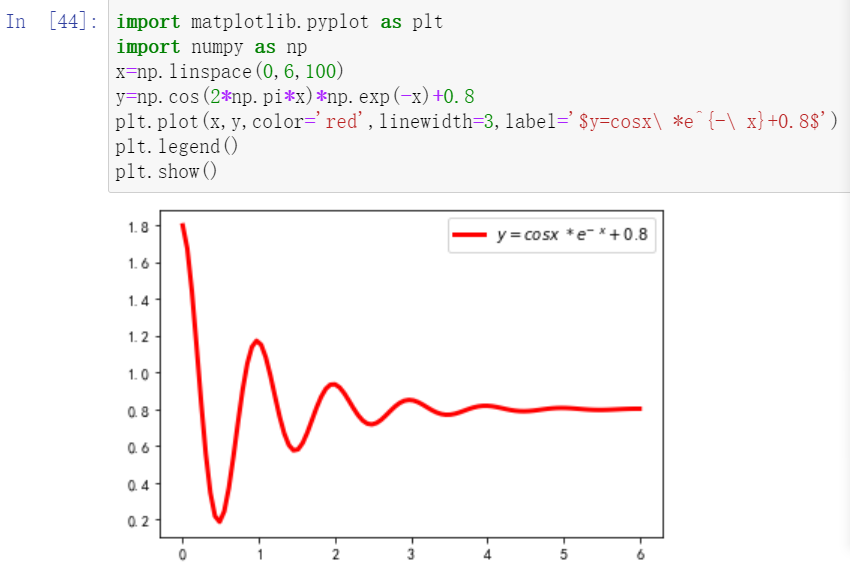 In [44]:
import matplotlib.pyplot as plt
import numpy as np
x=np.linspace(0,6,100)
y=np.cos(2*np.pi*x)*np.exp(-x)+0.8
plt.plot(x,y,color='red',linewidth=3,label='$y=cosx\ *e^{-\ x}+0.8$')
plt.legend()
plt.show()
y = cosx * e⁻ ˣ + 0.8
1.8
1.6
1.4
1.2
1.0
0.8
0.6
0.4
0.2
0 1 2 3 4 5 6